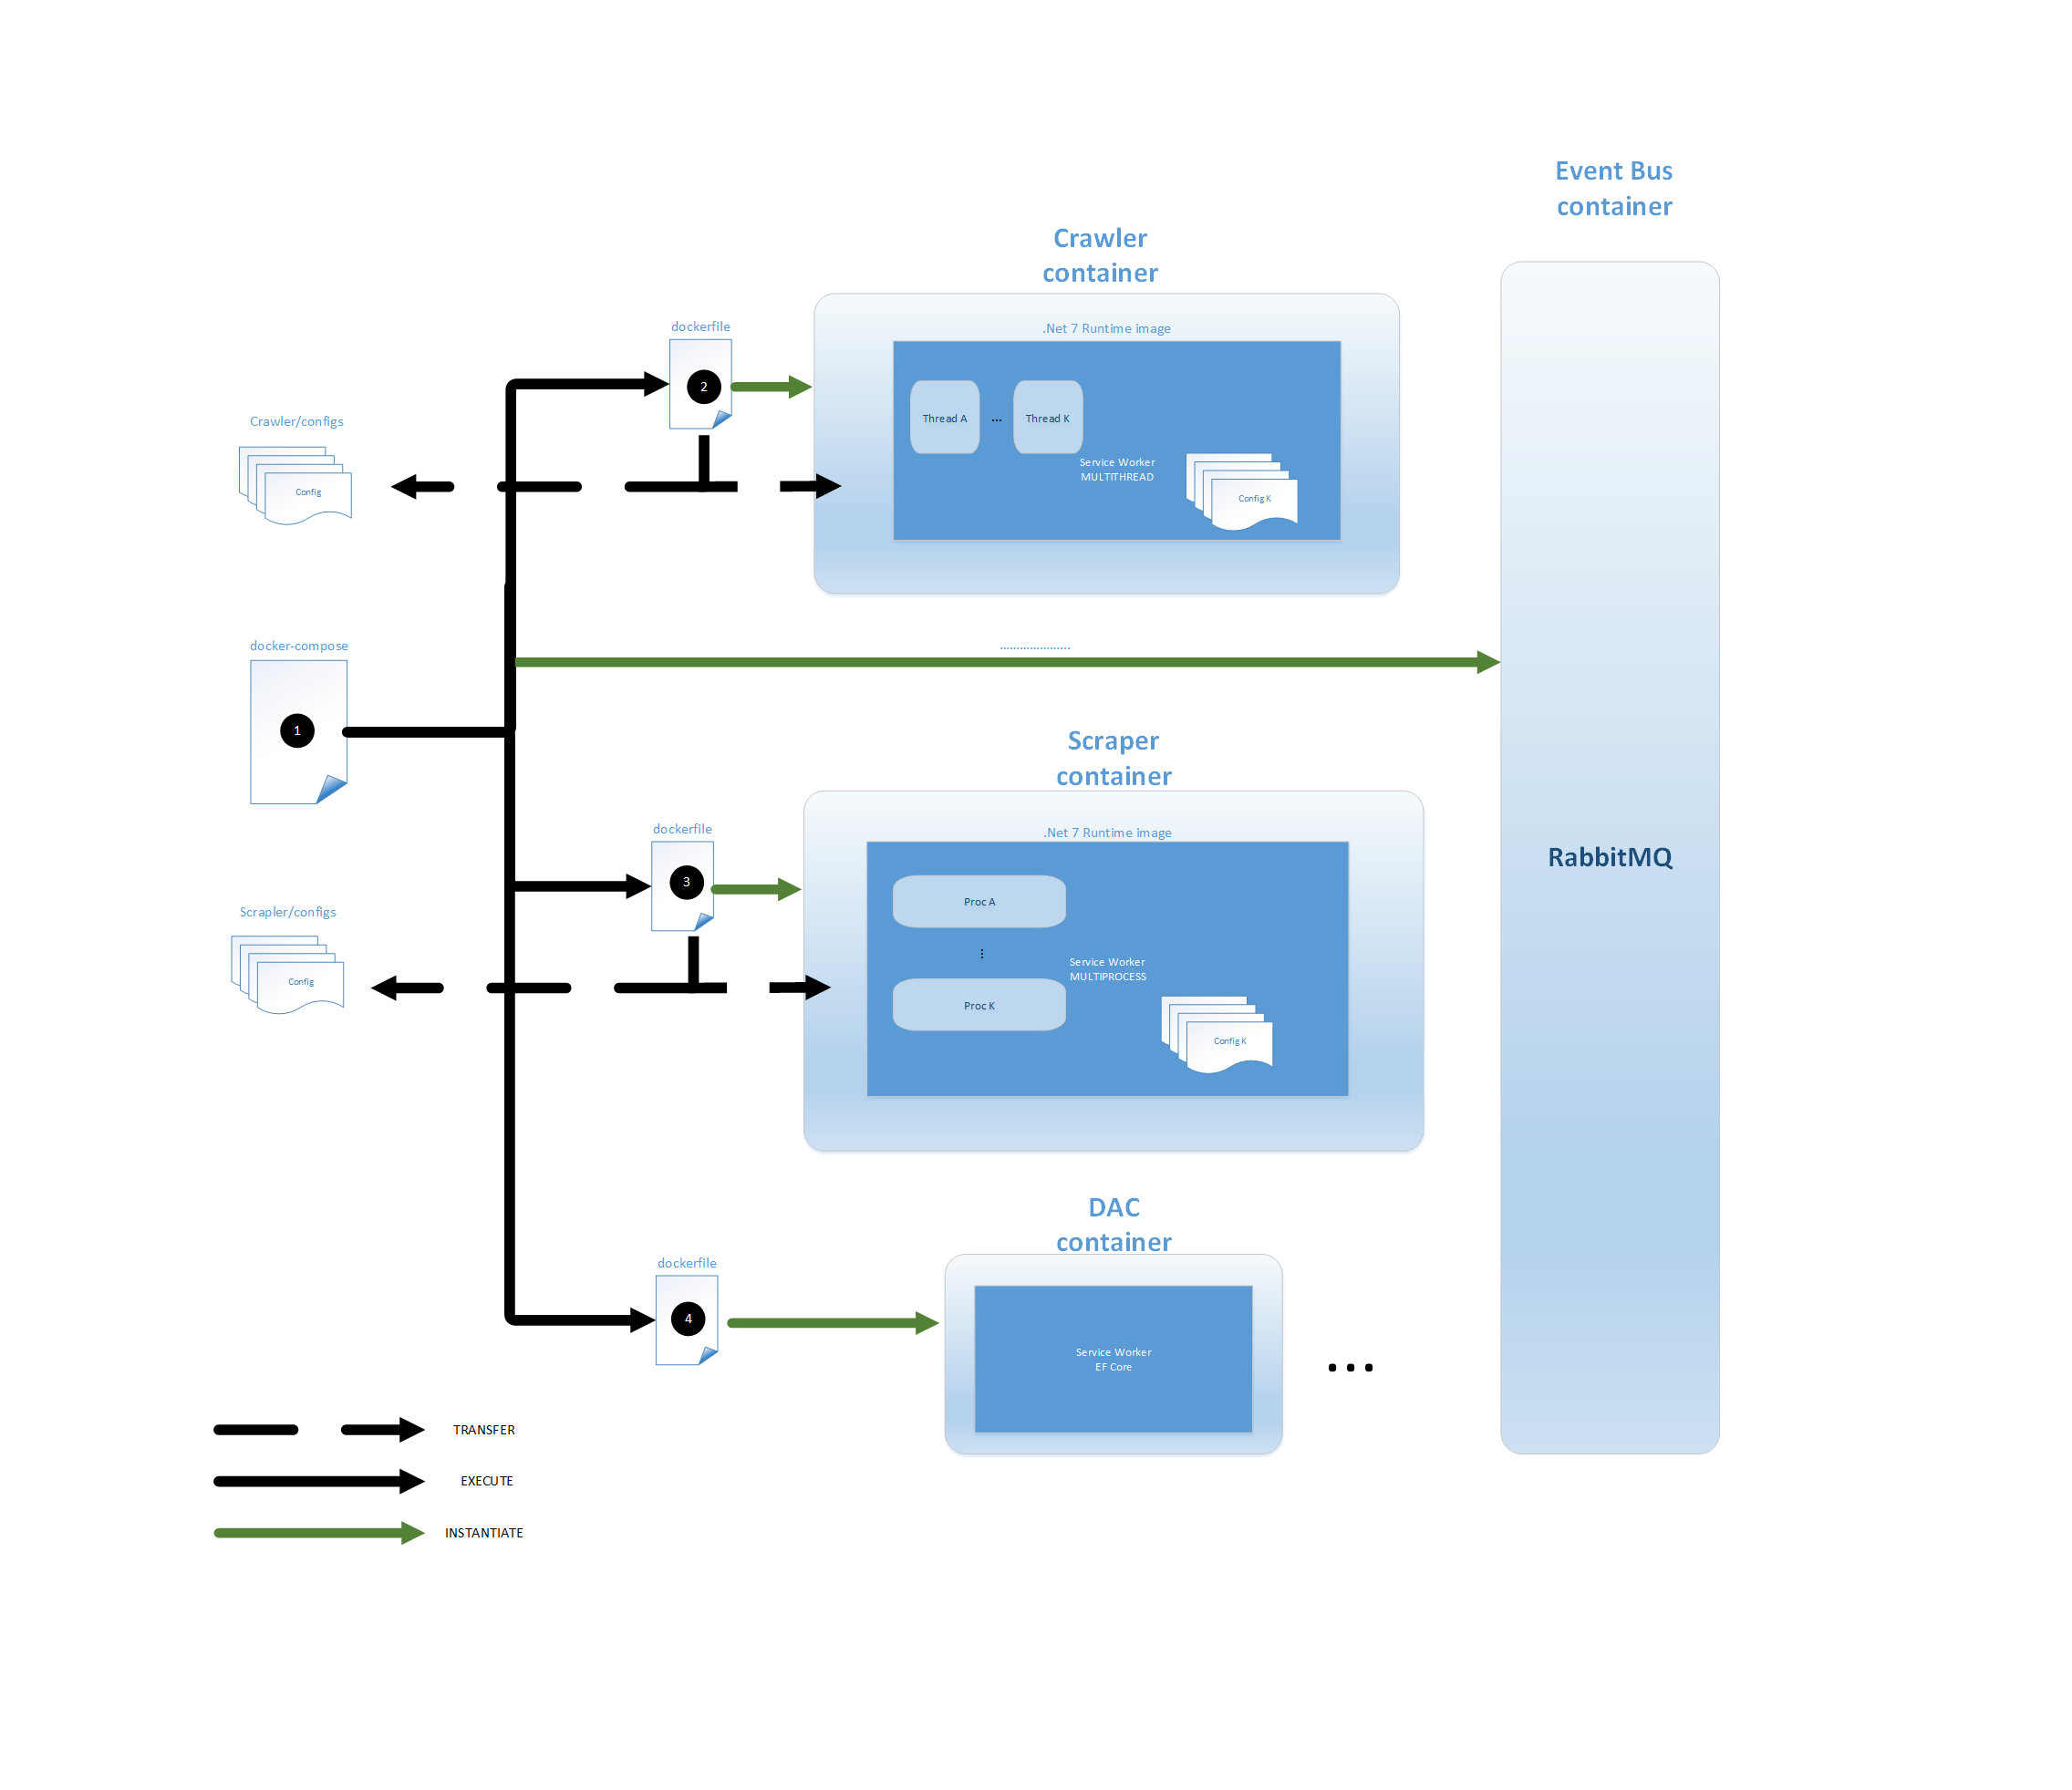 Event Bus
container
Crawler
container
dockerfile
.Net 7 Runtime image
2
Thread A
...
Thread K
Crawler/configs
Service Worker
MULTITHREAD
Config
Config K
docker-compose
.....................
1
Scraper
container
dockerfile
.Net 7 Runtime image
RabbitMQ
3
Proc A
Scrapler/configs
...
Service Worker
MULTIPROCESS
Config
Proc K
Config K
DAC
container
dockerfile
4
Service Worker
EF Core
...
TRANSFER
EXECUTE
INSTANTIATE